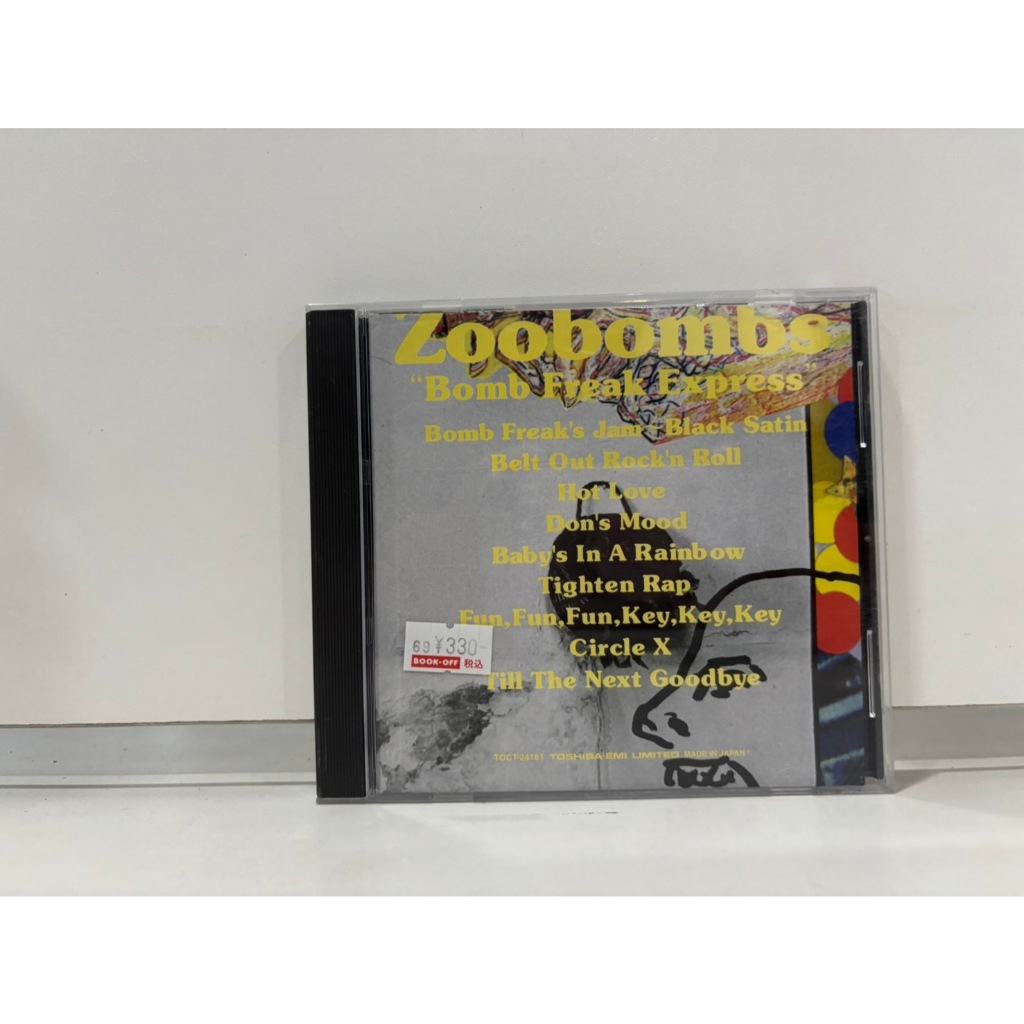 Zoobombs
"Bomb Freak Express"
Bomb Freak's Jam~Black Satin
Belt Out Rock'n Roll
Hot Love
Don's Mood
Baby's In A Rainbow
Tighten Rap
Fun,Fun,Fun,Key,Key,Key
Circle X
Till The Next Goodbye
69 ¥330-
BOOK-OFF 税込
TOCT-24181 TOSHIBA-EMI LIMITED MADE IN JAPAN